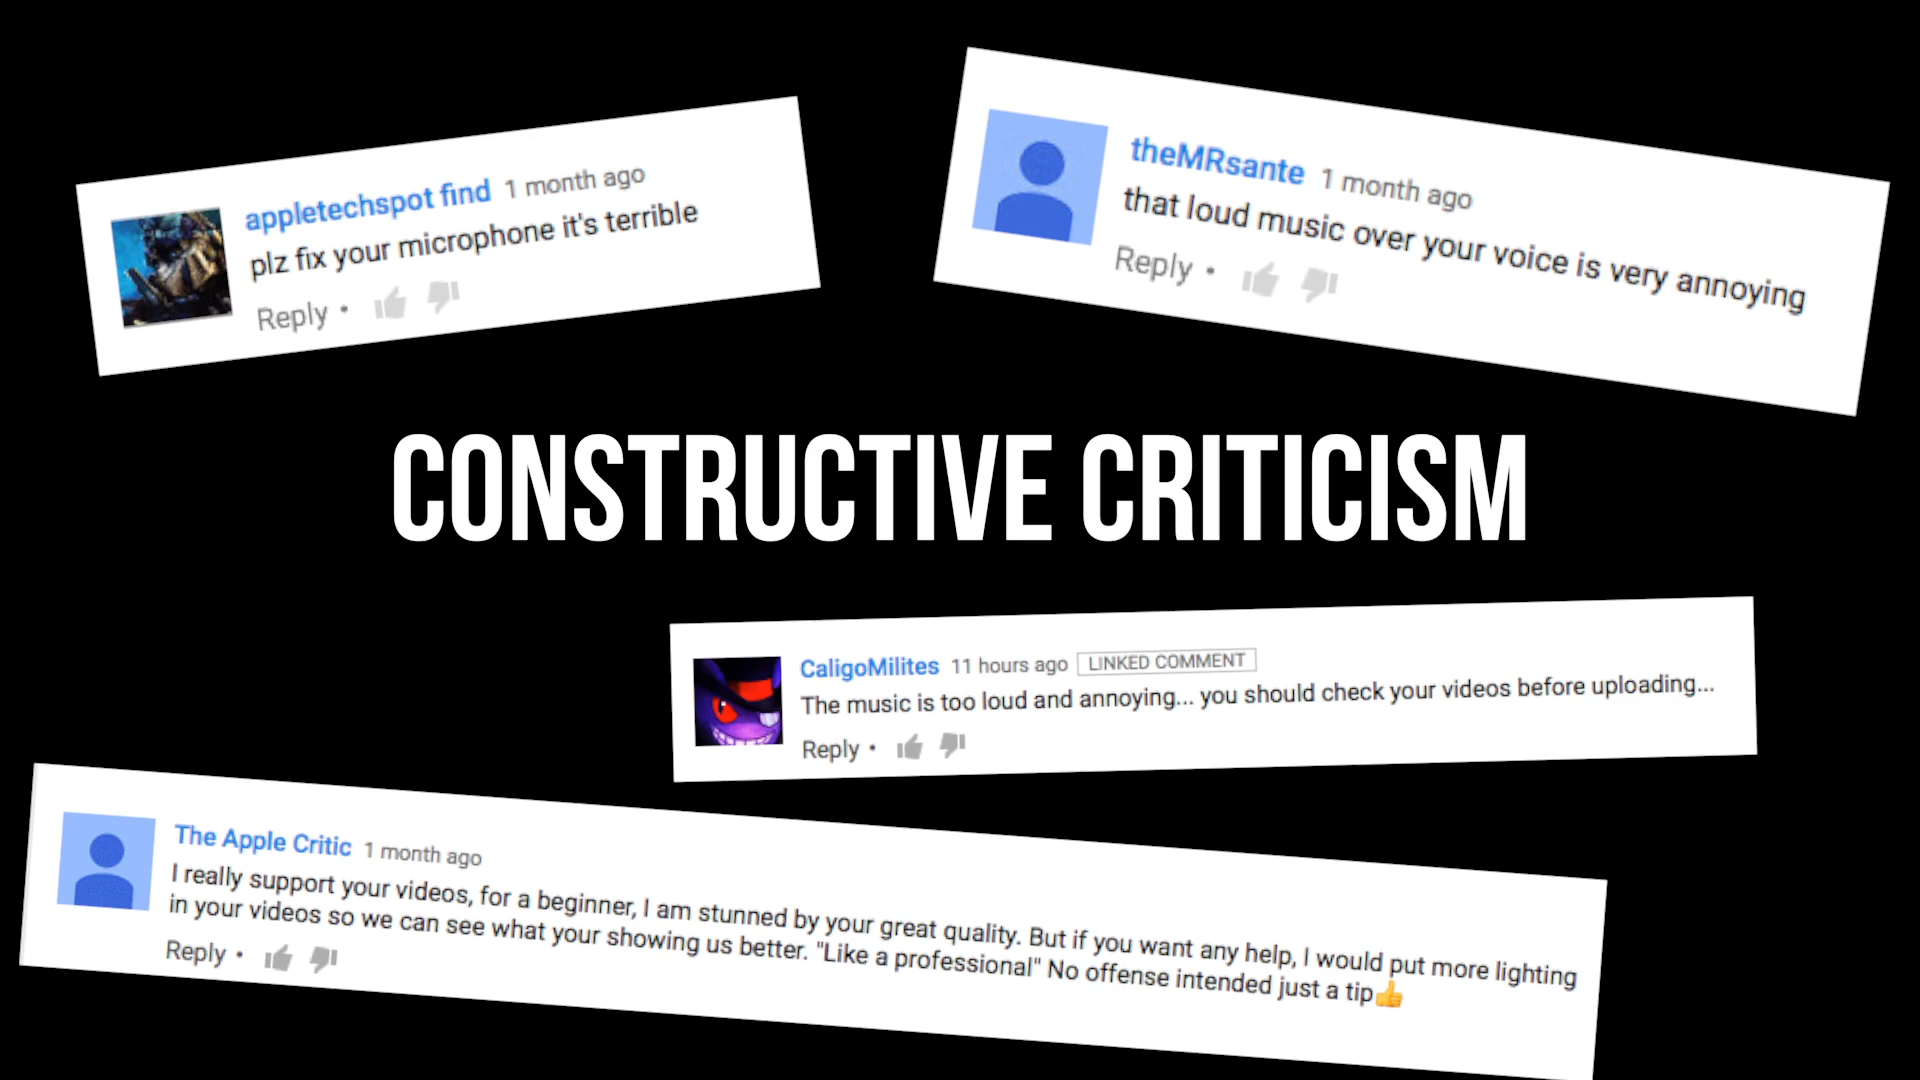 appletechspot find 1 month ago
plz fix your microphone it's terrible
Reply •
theMRsante 1 month ago
that loud music over your voice is very annoying
Reply •
CONSTRUCTIVE CRITICISM
CaligoMilites 11 hours ago LINKED COMMENT
The music is too loud and annoying... you should check your videos before uploading...
Reply •
The Apple Critic 1 month ago
I really support your videos, for a beginner, I am stunned by your great quality. But if you want any help, I would put more lighting
in your videos so we can see what your showing us better. "Like a professional" No offense intended just a tip👍
Reply •